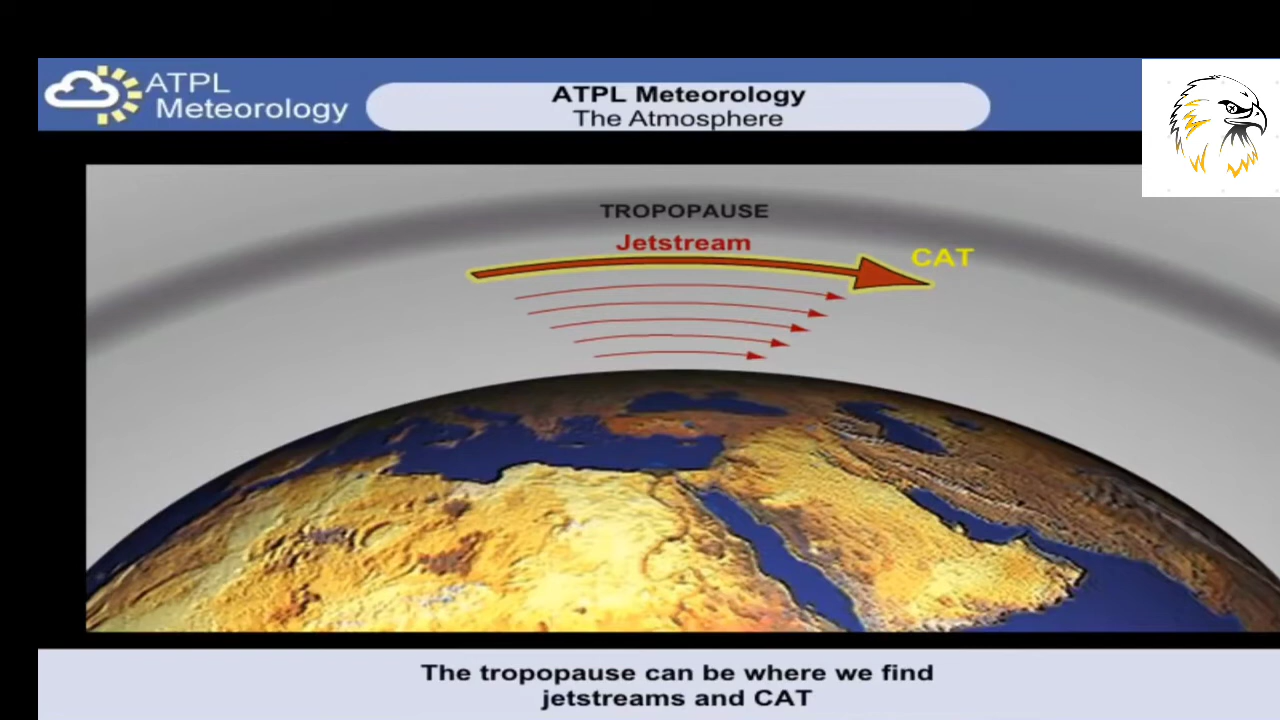 ATPL
Meteorology
ATPL Meteorology
The Atmosphere
TROPOPAUSE
Jetstream
CAT
The tropopause can be where we find
jetstreams and CAT